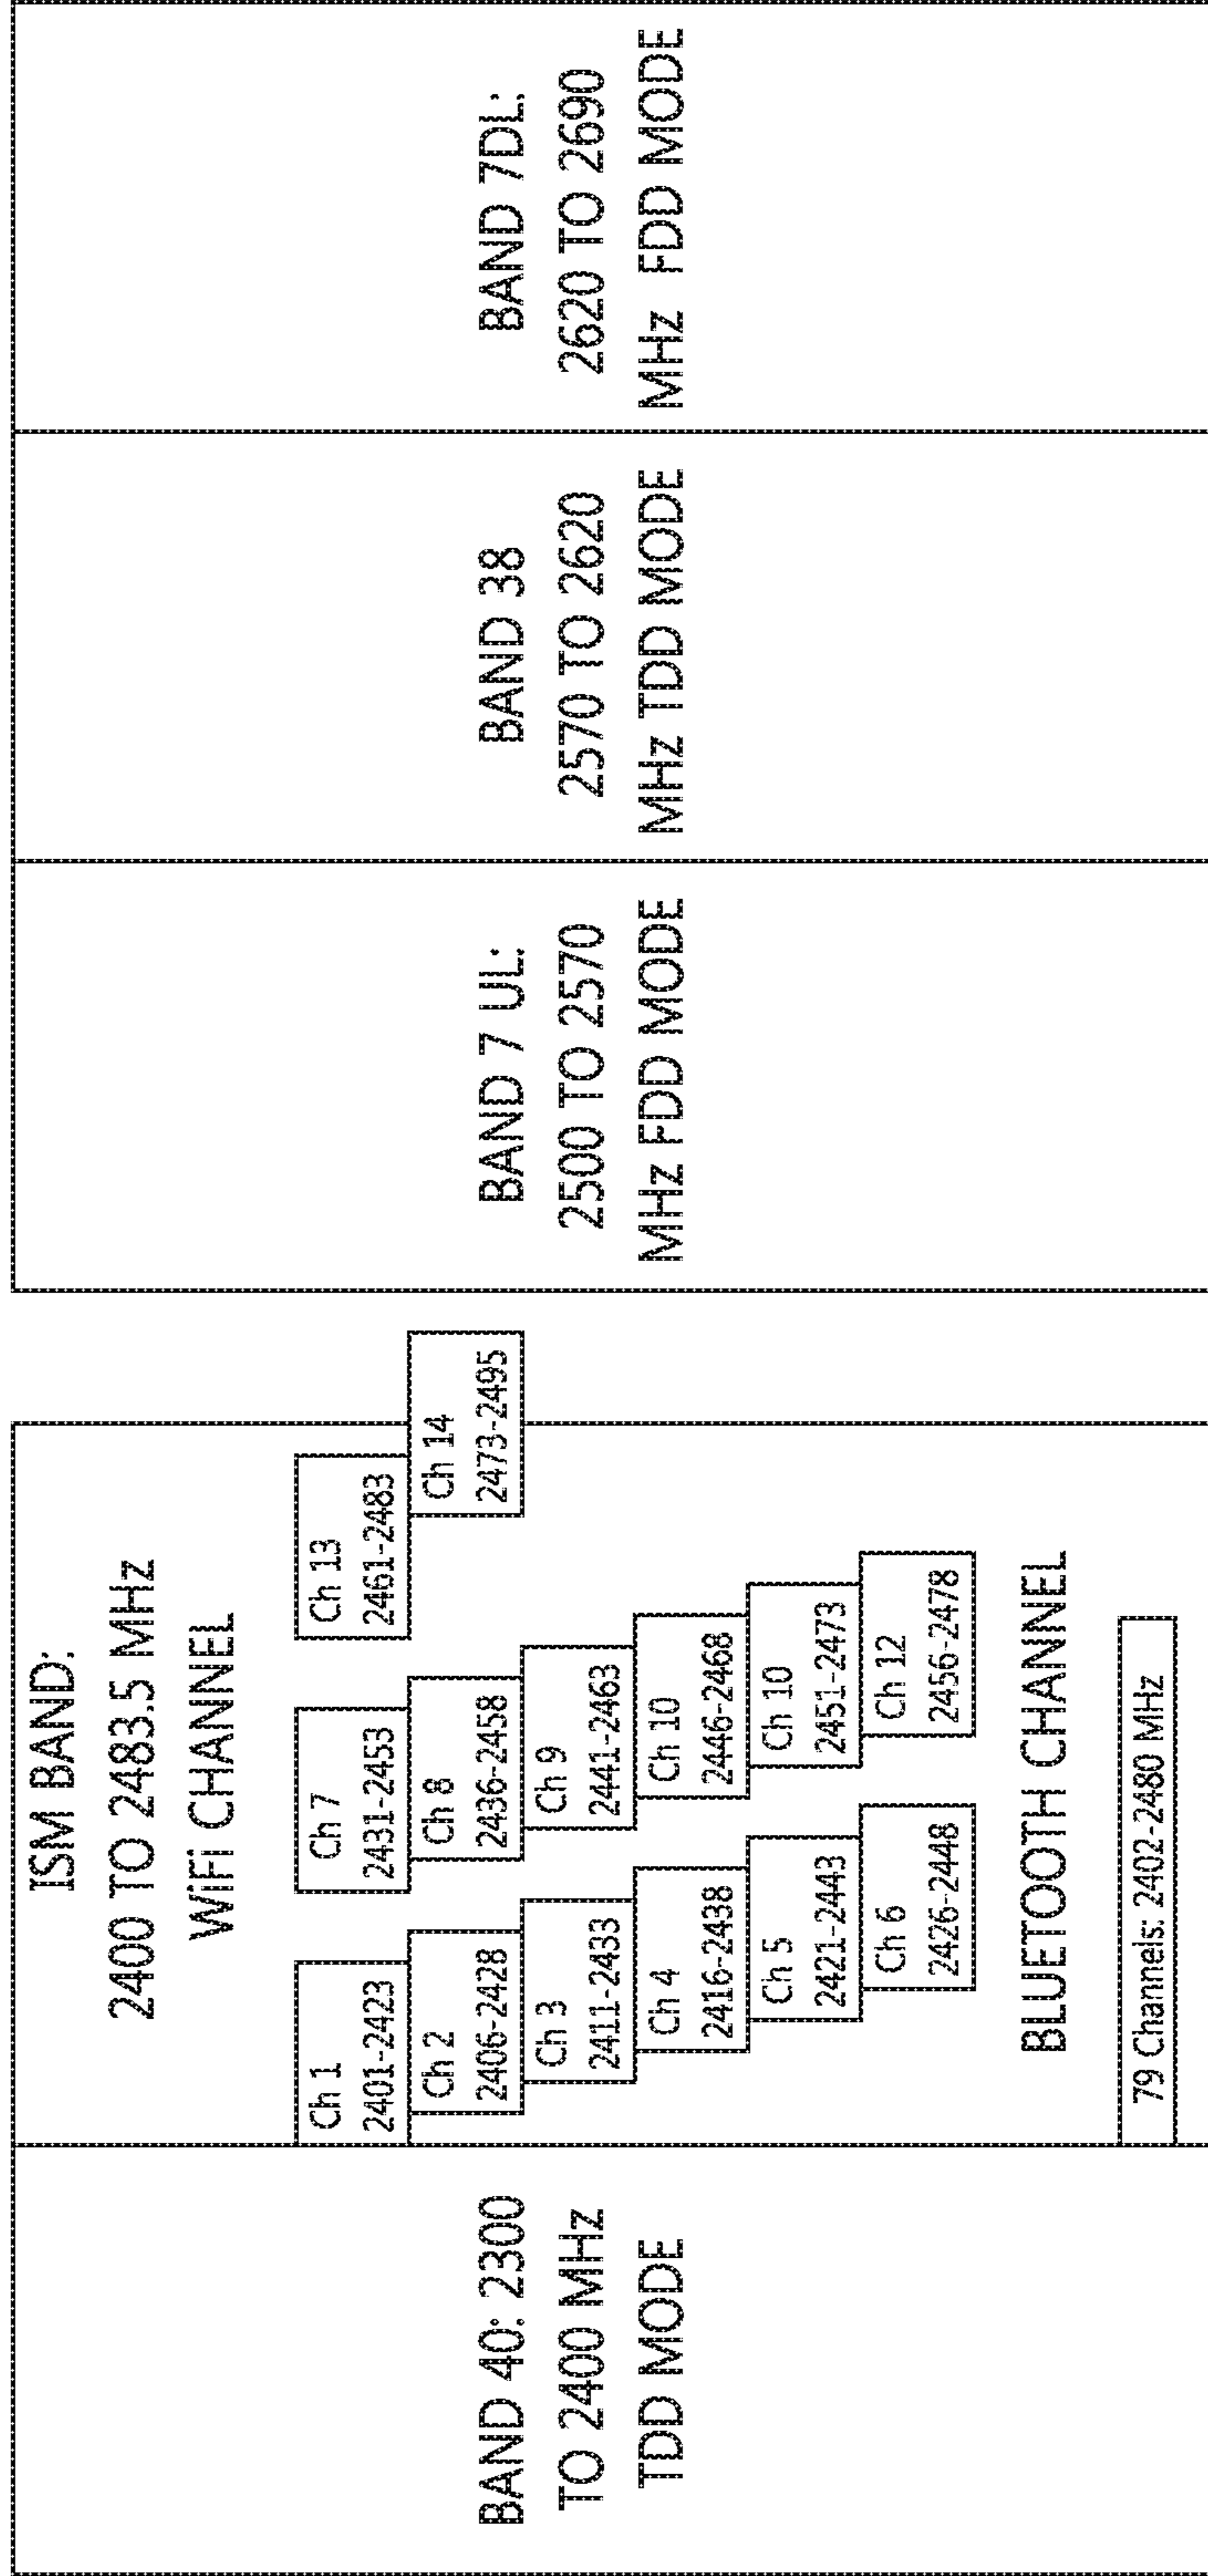 BAND 40: 2300
TO 2400 MHz
TDD MODE
ISM BAND:
2400 TO 2483.5 MHz
WiFi CHANNEL
Ch 1
2401-2423
Ch 2
2406-2428
Ch 3
2411-2433
Ch 4
2416-2438
Ch 5
2421-2443
Ch 6
2426-2448
Ch 7
2431-2453
Ch 8
2436-2458
Ch 9
2441-2463
Ch 10
2446-2468
Ch 10
2451-2473
Ch 12
2456-2478
Ch 13
2461-2483
Ch 14
2473-2495
BLUETOOTH CHANNEL
79 Channels: 2402-2480 MHz
BAND 7 UL:
2500 TO 2570
MHz FDD MODE
BAND 38
2570 TO 2620
MHz TDD MODE
BAND 7DL:
2620 TO 2690
MHz FDD MODE